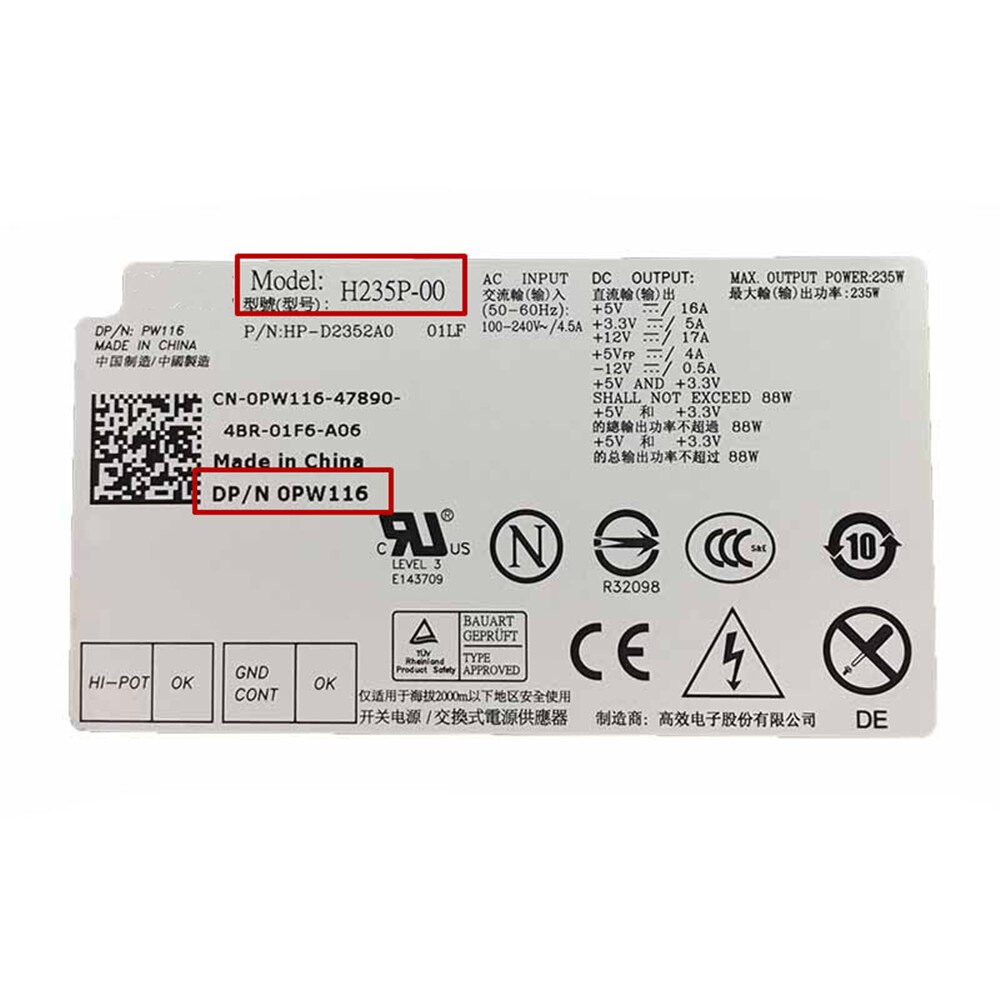 Model: H235P-00
型號(型号):
P/N:HP-D2352A0 01LF
DP/N: PW116
MADE IN CHINA
中国制造/中國製造
CN-0PW116-47890-
4BR-01F6-A06
Made in China
DP/N 0PW116
AC INPUT
交流輸(输)入
(50-60Hz):
100-240V~/4.5A
DC OUTPUT:
直流輸(输)出
+5V ⎓/ 16A
+3.3V ⎓/ 5A
+12V ⎓/ 17A
+5VFP ⎓/ 4A
-12V ⎓/ 0.5A
+5V AND +3.3V
SHALL NOT EXCEED 88W
+5V 和 +3.3V
的總輸出功率不超過 88W
+5V 和 +3.3V
的总输出功率不超过 88W
MAX. OUTPUT POWER:235W
最大輸(输)出功率:235W
C RU US ®
LEVEL 3
E143709
N
R32098
CCC S&E
10
TÜV
Rheinland
Product Safety
BAUART
GEPRÜFT
TYPE
APPROVED
CE
DE
HI-POT OK
GND
CONT
OK
仅适用于海拔2000m以下地区安全使用
开关电源/交換式電源供應器
制造商: 高效电子股份有限公司